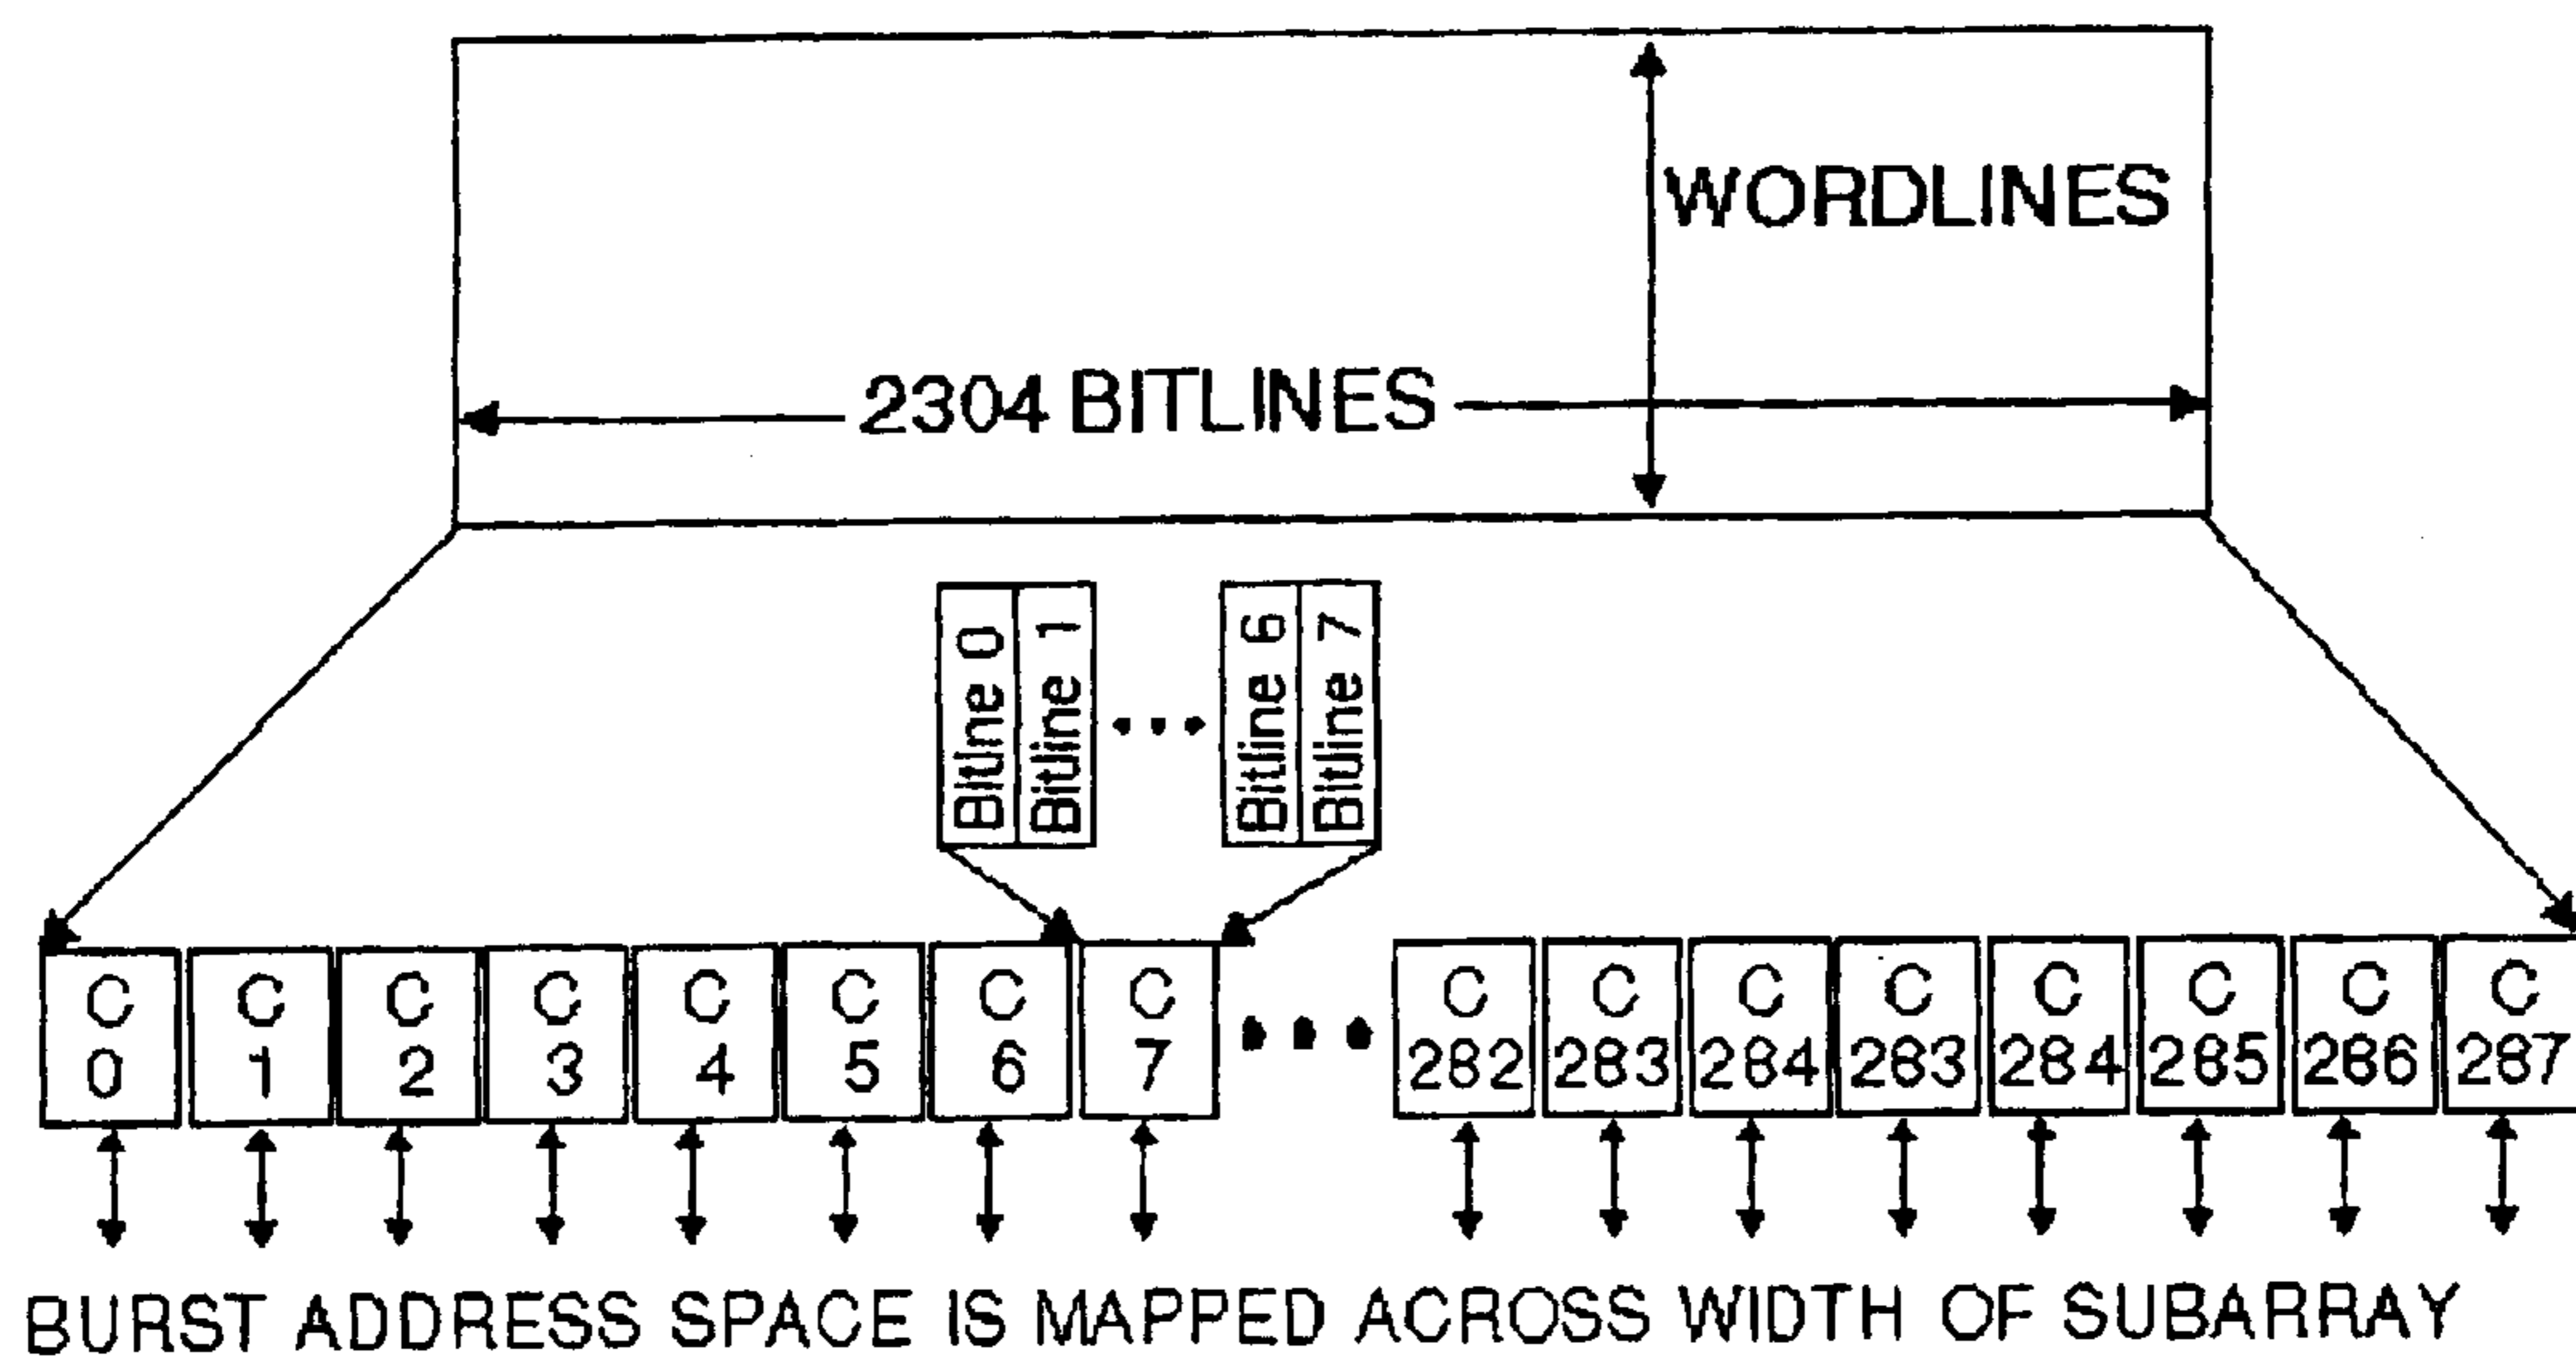 WORDLINES
2304 BITLINES
Bitline 0
Bitline 1
Bitline 6
Bitline 7
C 0
C 1
C 2
C 3
C 4
C 5
C 6
C 7
C 282
C 283
C 284
C 283
C 284
C 285
C 286
C 287
BURST ADDRESS SPACE IS MAPPED ACROSS WIDTH OF SUBARRAY